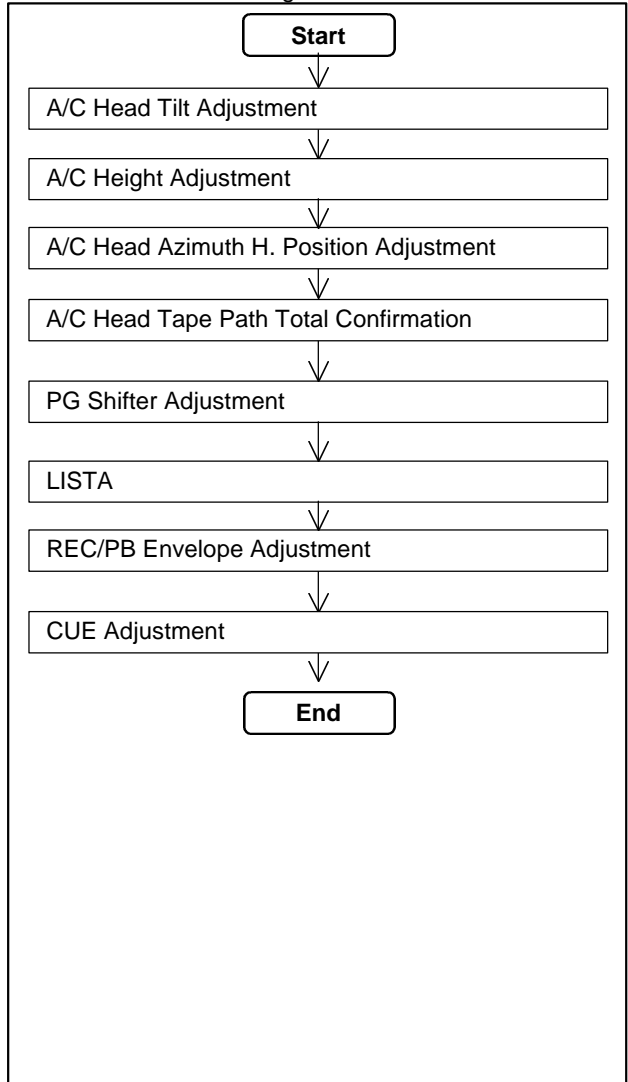 Start
A/C Head Tilt Adjustment
A/C Height Adjustment
A/C Head Azimuth H. Position Adjustment
A/C Head Tape Path Total Confirmation
PG Shifter Adjustment
LISTA
REC/PB Envelope Adjustment
CUE Adjustment
End